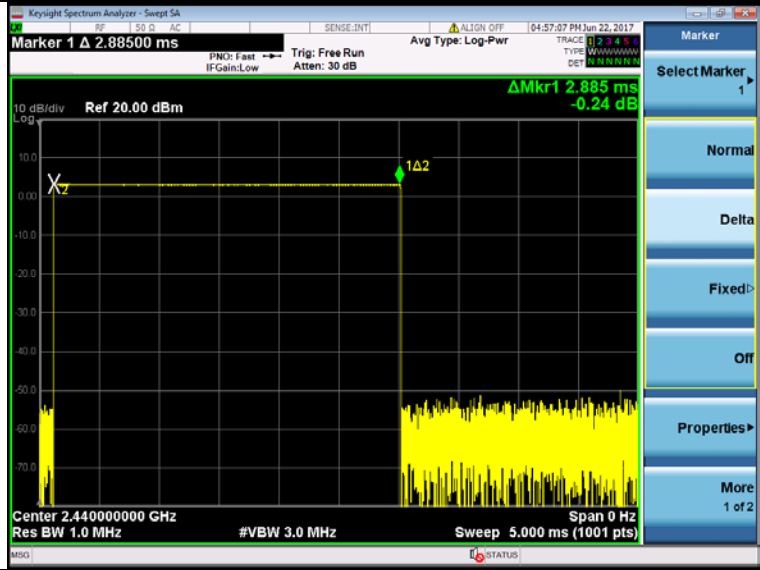 Keysight Spectrum Analyzer - Swept SA
LXI RF 50 Ω AC SENSE:INT ALIGN OFF 04:57:07 PM Jun 22, 2017
Marker 1 Δ 2.88500 ms
PNO: Fast Trig: Free Run Avg Type: Log-Pwr TRACE 1 2 3 4 5 6
IFGain:Low Atten: 30 dB TYPE WWWWWW
DET N N N N N N
ΔMkr1 2.885 ms
-0.24 dB
10 dB/div Ref 20.00 dBm
Log
10.0
0.00
-10.0
-20.0
-30.0
-40.0
-50.0
-60.0
-70.0
X2
1Δ2
Center 2.440000000 GHz Span 0 Hz
Res BW 1.0 MHz #VBW 3.0 MHz Sweep 5.000 ms (1001 pts)
MSG STATUS
Marker
Select Marker
1
Normal
Delta
Fixed
Off
Properties
More
1 of 2